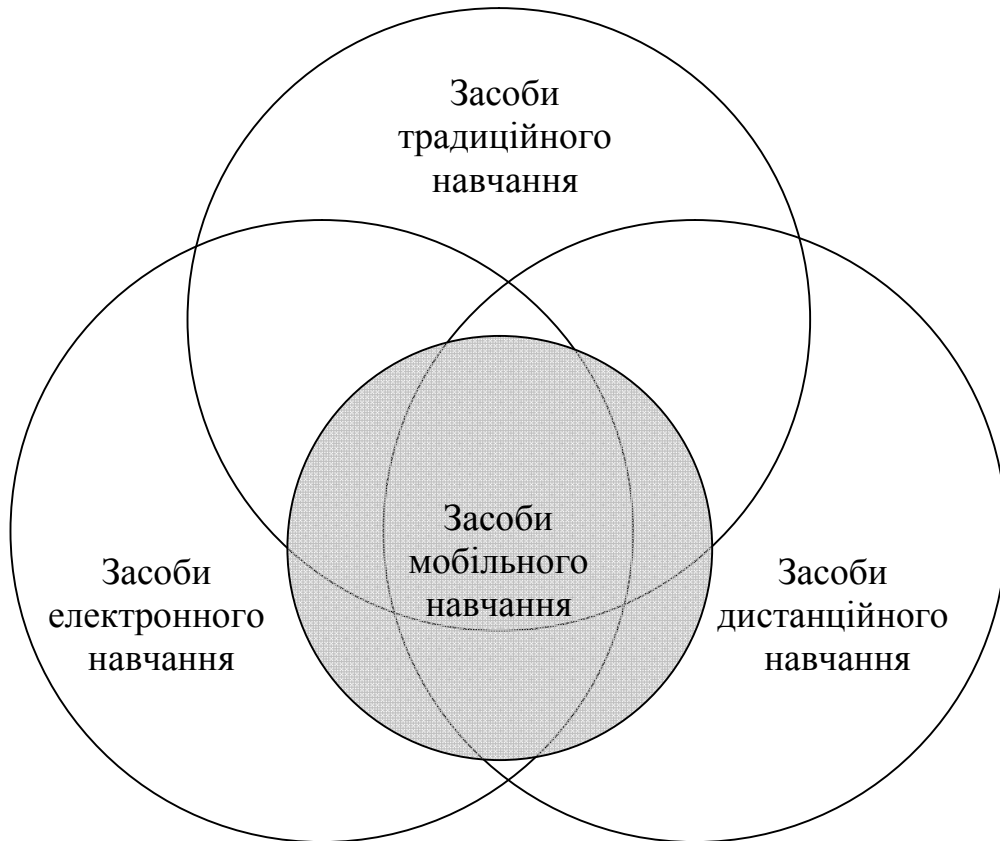 Засоби
традиційного
навчання
Засоби
мобільного
навчання
Засоби
електронного
навчання
Засоби
дистанційного
навчання